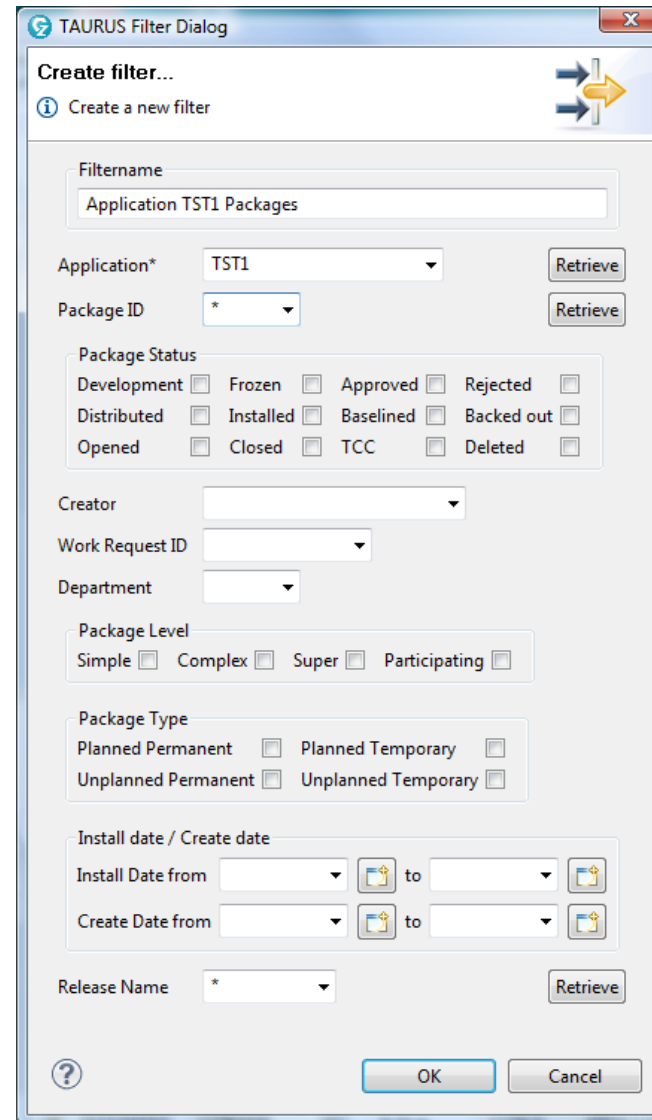 TAURUS Filter Dialog
Create filter...
Create a new filter
Filtername
Application TST1 Packages
Application* TST1 Retrieve
Package ID * Retrieve
Package Status
Development Frozen Approved Rejected
Distributed Installed Baselined Backed out
Opened Closed TCC Deleted
Creator
Work Request ID
Department
Package Level
Simple Complex Super Participating
Package Type
Planned Permanent Planned Temporary
Unplanned Permanent Unplanned Temporary
Install date / Create date
Install Date from to
Create Date from to
Release Name * Retrieve
? OK Cancel